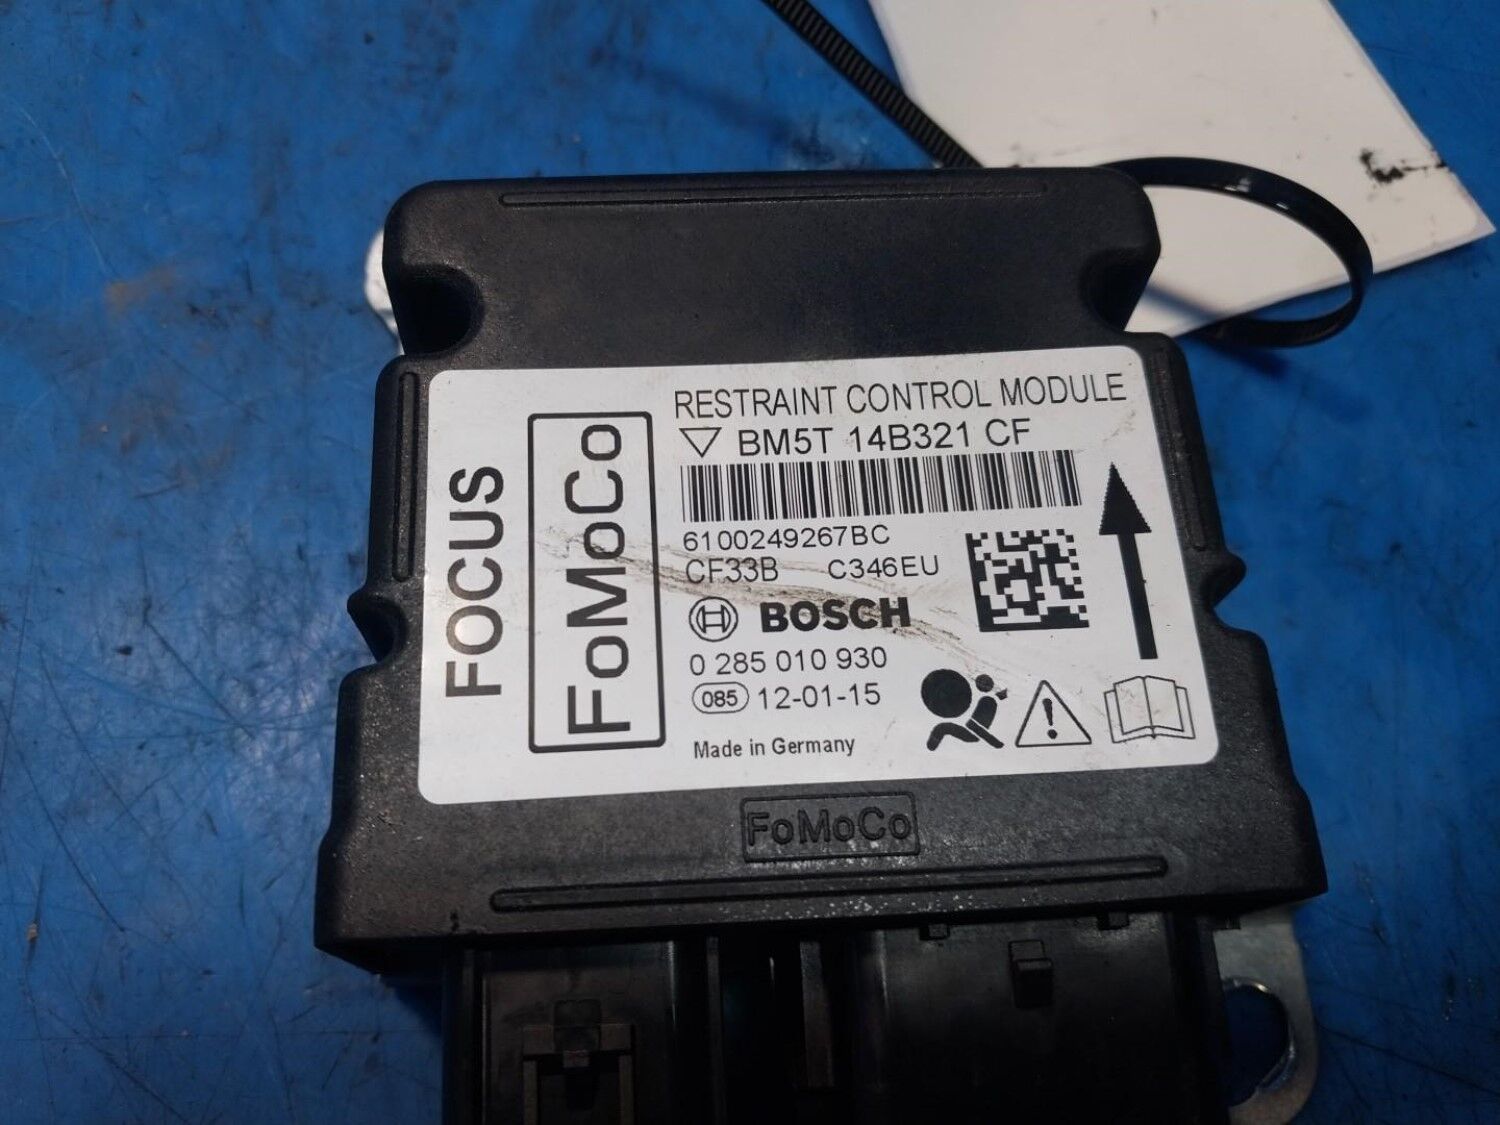 FOCUS
FoMoCo
RESTRAINT CONTROL MODULE
BM5T 14B321 CF
6100249267BC
CF33B C346EU
BOSCH
0 285 010 930
085 12-01-15
Made in Germany
FoMoCo